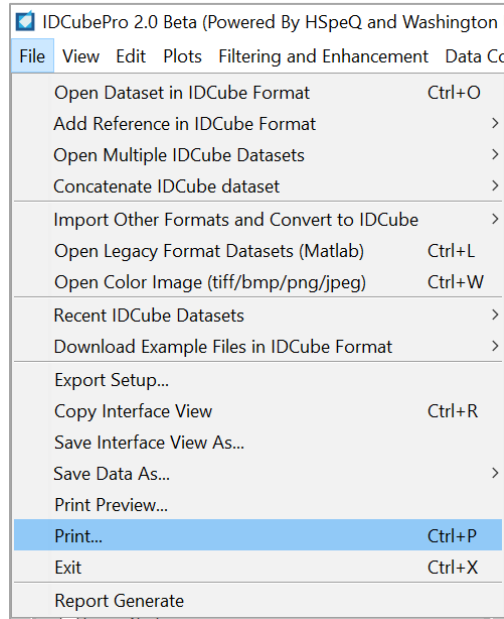 IDCubePro 2.0 Beta (Powered By HSpeQ and Washington
File View Edit Plots Filtering and Enhancement Data Co
Open Dataset in IDCube Format Ctrl+O
Add Reference in IDCube Format >
Open Multiple IDCube Datasets >
Concatenate IDCube dataset >
Import Other Formats and Convert to IDCube >
Open Legacy Format Datasets (Matlab) Ctrl+L
Open Color Image (tiff/bmp/png/jpeg) Ctrl+W
Recent IDCube Datasets >
Download Example Files in IDCube Format >
Export Setup...
Copy Interface View Ctrl+R
Save Interface View As...
Save Data As... >
Print Preview...
Print... Ctrl+P
Exit Ctrl+X
Report Generate